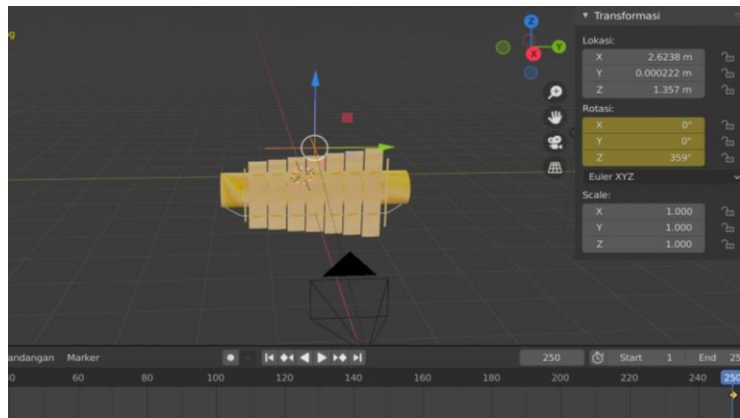 Transformasi
Lokasi:
X 2.6238 m
Y 0.000222 m
Z 1.357 m
Rotasi:
X 0°
Y 0°
Z 359°
Euler XYZ
Scale:
X 1.000
Y 1.000
Z 1.000
Z
Y
X
andangan Marker 250 Start 1 End 25
60 80 100 120 140 160 180 200 220 240 250